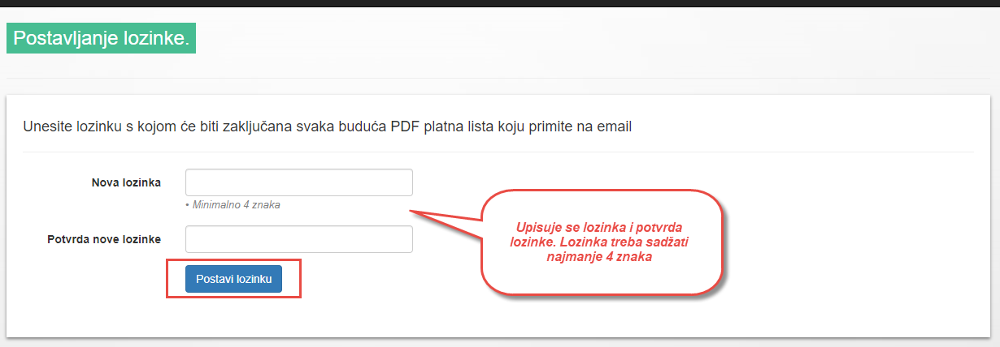 Postavljanje lozinke.
Unesite lozinku s kojom će biti zaključana svaka buduća PDF platna lista koju primite na email
Nova lozinka
• Minimalno 4 znaka
Potvrda nove lozinke
Postavi lozinku
Upisuje se lozinka i potvrda
lozinke. Lozinka treba sadžati
najmanje 4 znaka